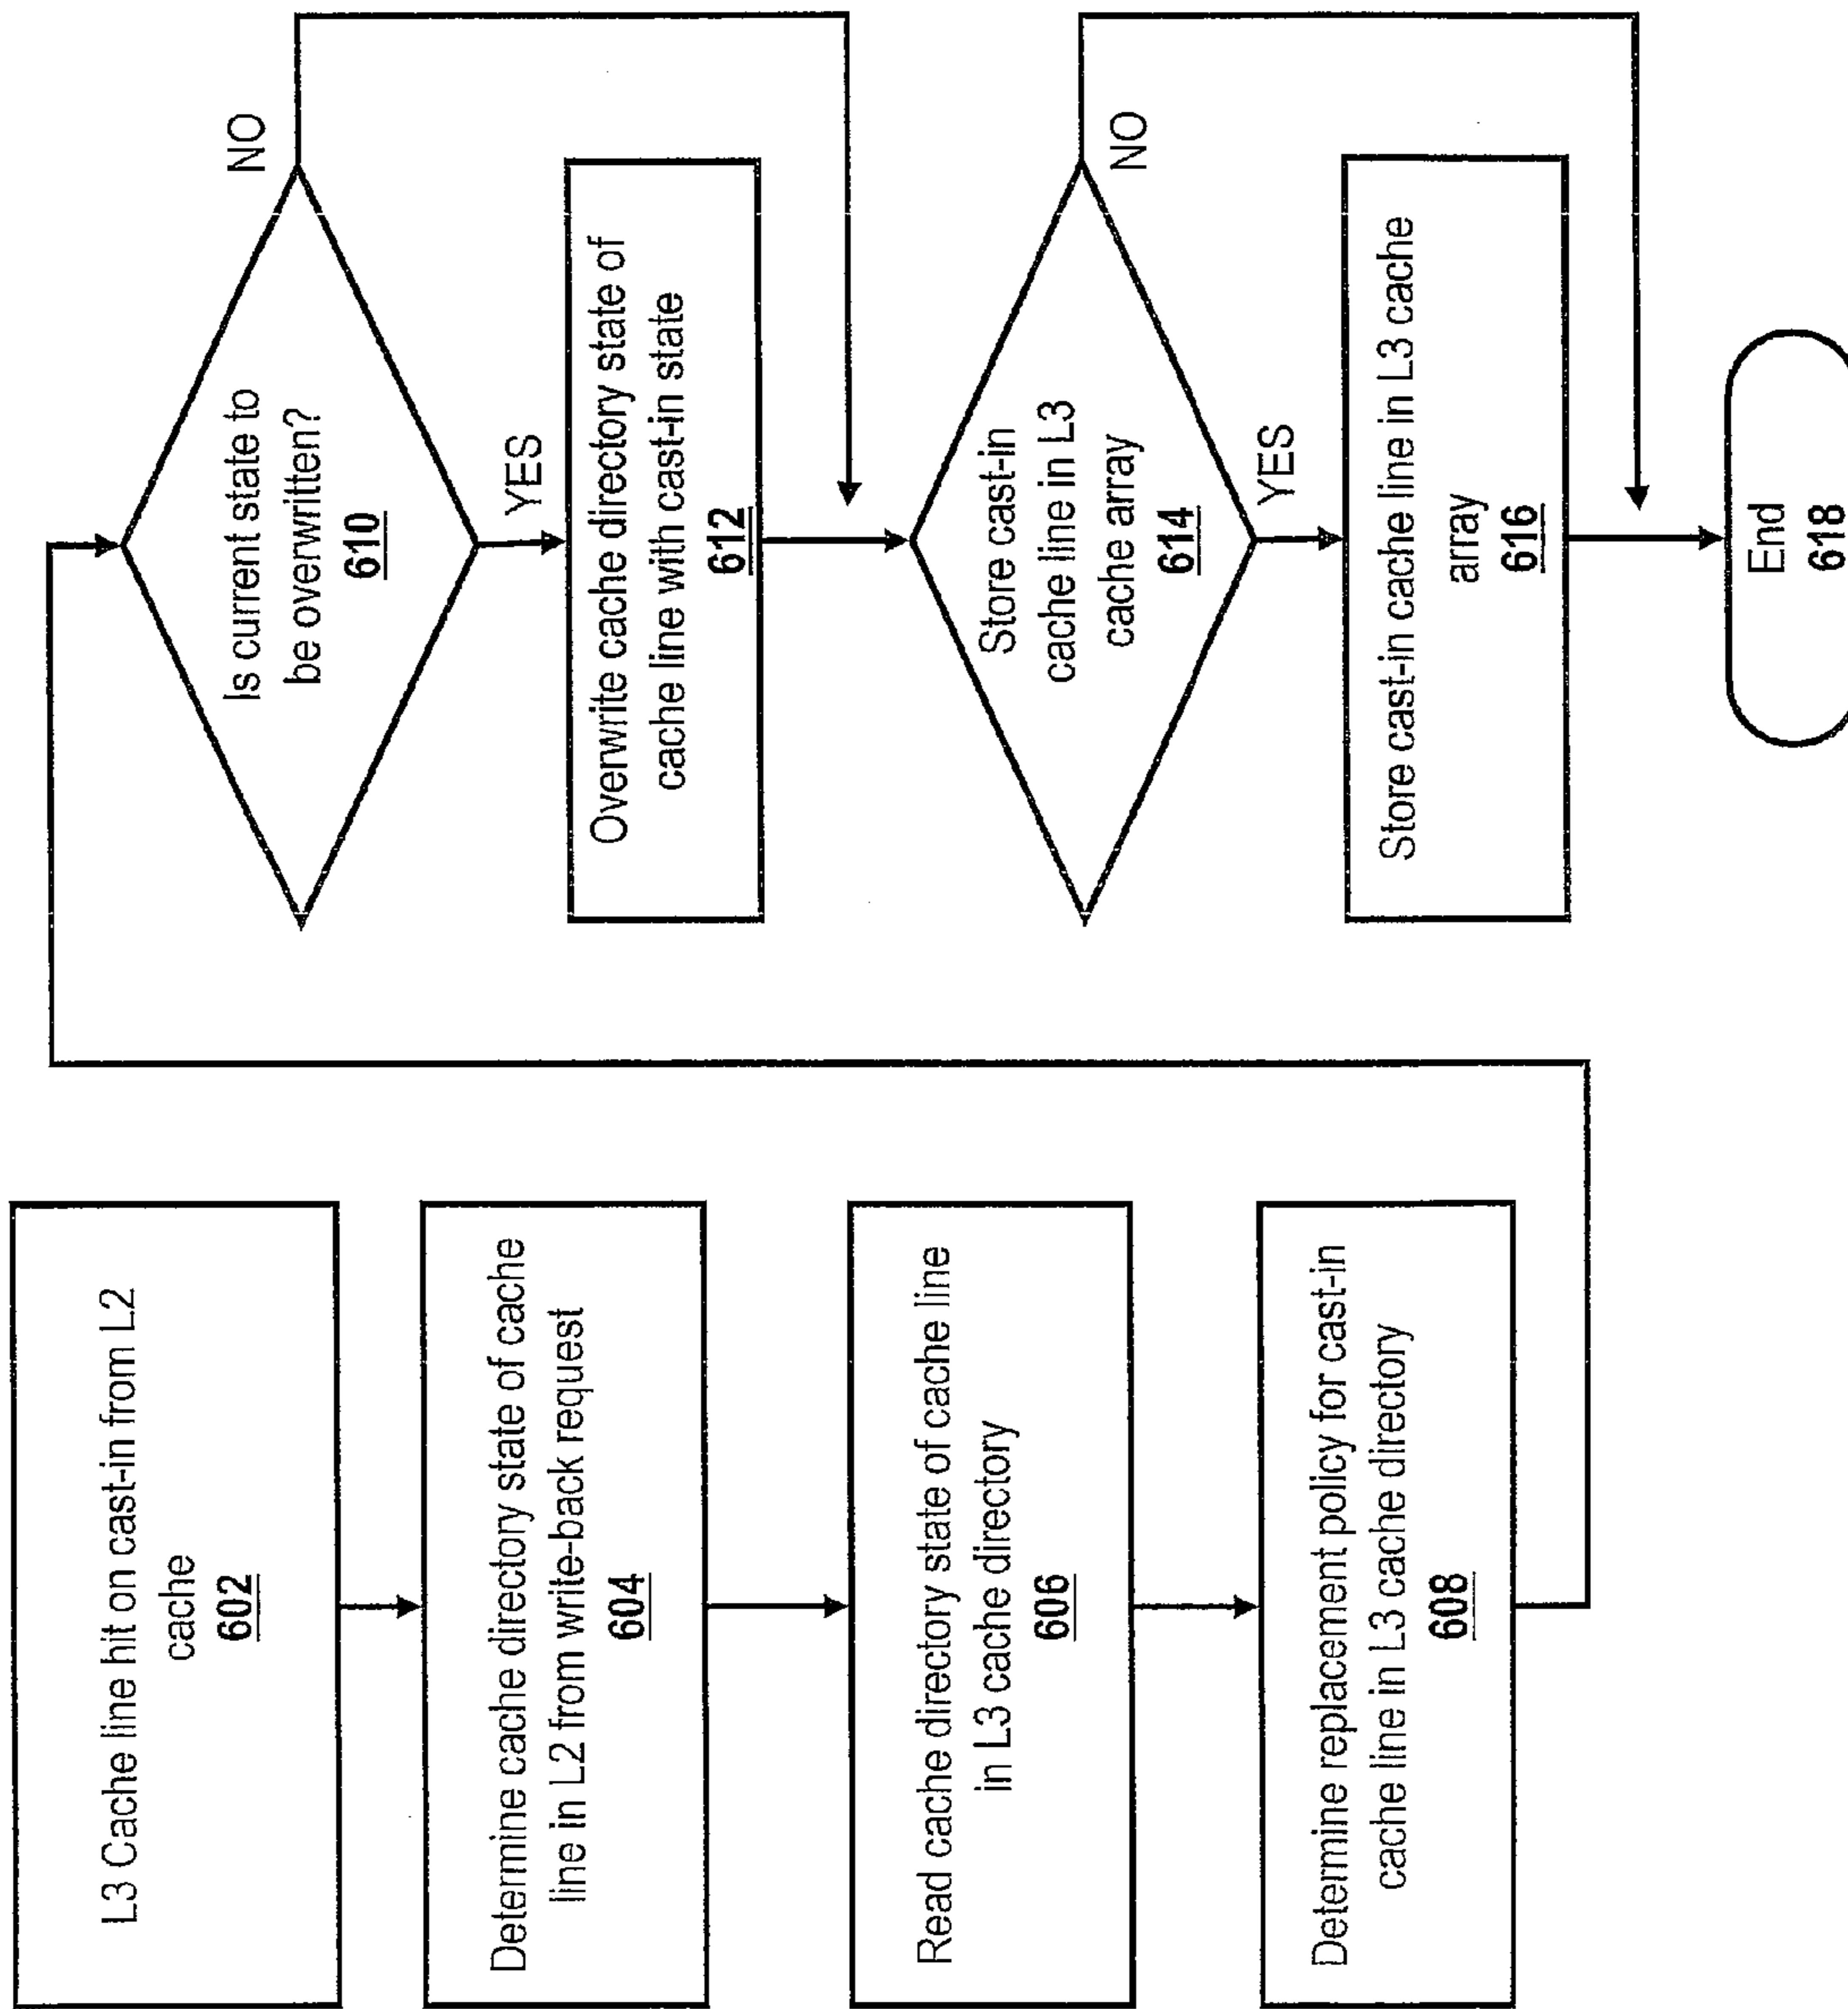 L3 Cache line hit on cast-in from L2
cache
602
Determine cache directory state of cache
line in L2 from write-back request
604
Read cache directory state of cache line
in L3 cache directory
606
Determine replacement policy for cast-in
cache line in L3 cache directory
608
Is current state to
be overwritten?
610
NO
YES
Overwrite cache directory state of
cache line with cast-in state
612
Store cast-in
cache line in L3
cache array
614
NO
YES
Store cast-in cache line in L3 cache
array
616
End
618